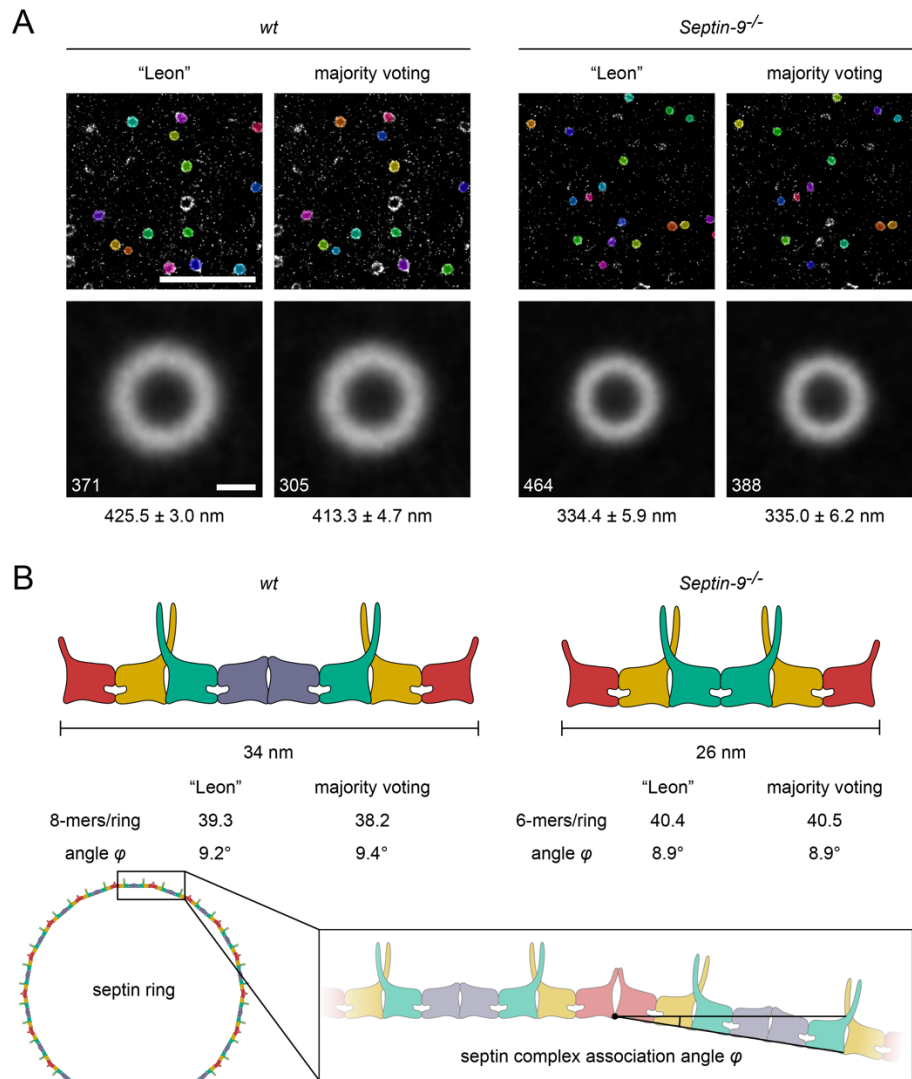 A
wt
Septin-9-/-
“Leon” majority voting “Leon” majority voting
371 305 464 388
425.5 ± 3.0 nm 413.3 ± 4.7 nm 334.4 ± 5.9 nm 335.0 ± 6.2 nm
B
wt
Septin-9-/-
34 nm 26 nm
“Leon” majority voting “Leon” majority voting
8-mers/ring 39.3 38.2 6-mers/ring 40.4 40.5
angle φ 9.2° 9.4° angle φ 8.9° 8.9°
septin ring
septin complex association angle φ